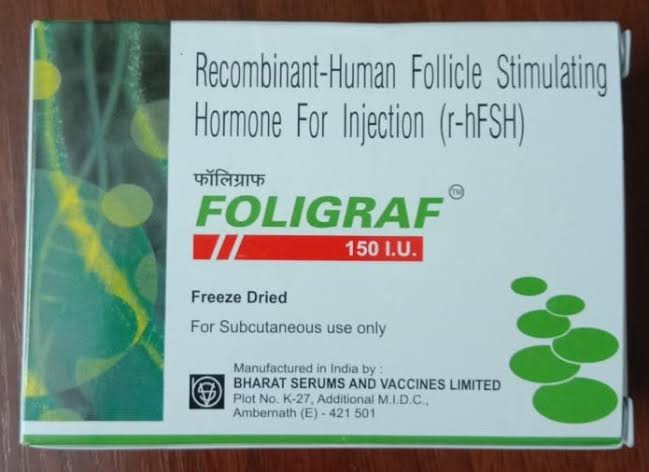 Recombinant-Human Follicle Stimulating
Hormone For Injection (r-hFSH)
फॉलिग्राफ
FOLIGRAF™
150 I.U.
Freeze Dried
For Subcutaneous use only
Manufactured in India by :
BHARAT SERUMS AND VACCINES LIMITED
Plot No. K-27, Additional M.I.D.C.,
Ambernath (E) - 421 501